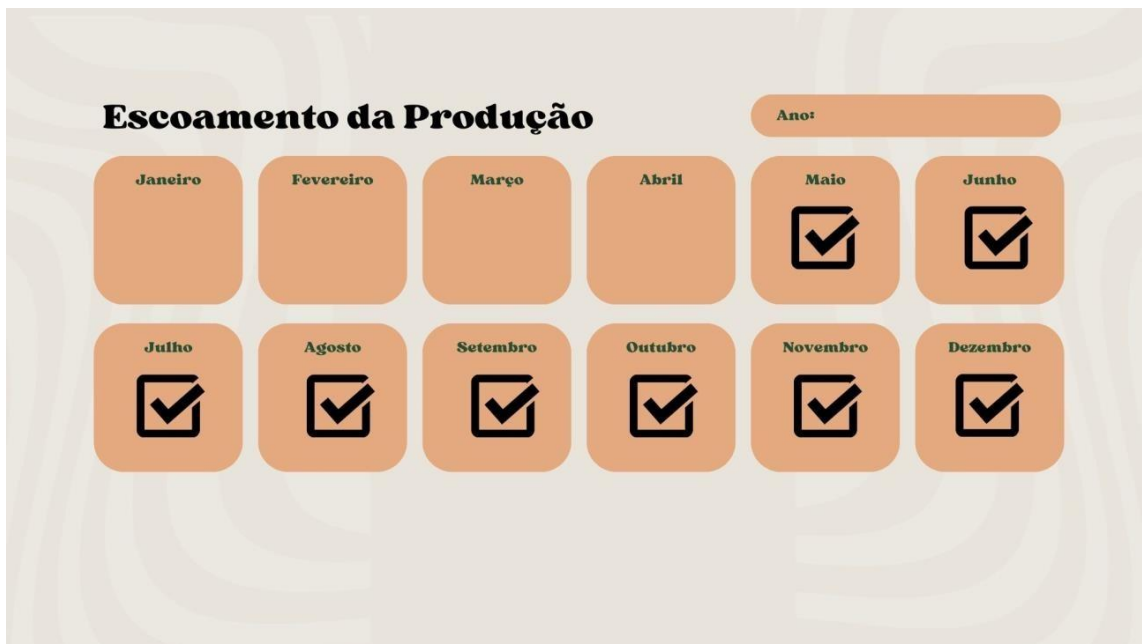 Escoamento da Produção
Ano:
Janeiro
Fevereiro
Março
Abril
Maio
Junho
Julho
Agosto
Setembro
Outubro
Novembro
Dezembro